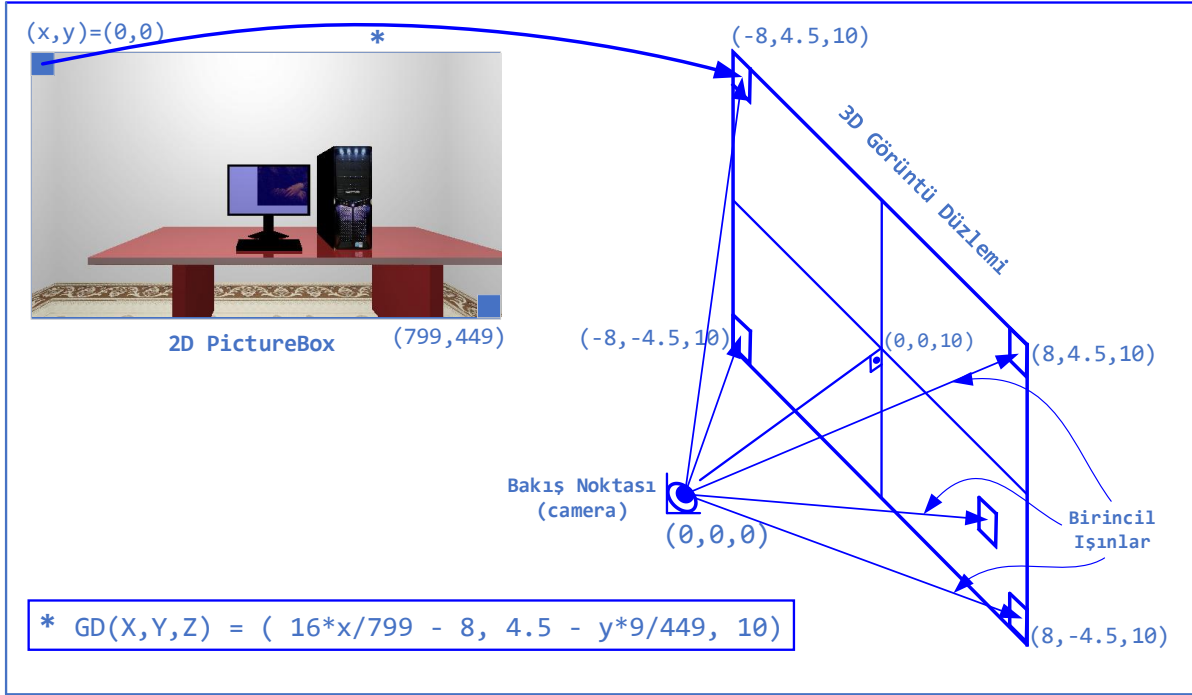 (x,y)=(0,0)
*
(-8,4.5,10)
3D Görüntü Düzlemi
2D PictureBox
(799,449)
(-8,-4.5,10)
(0,0,10)
(8,4.5,10)
Bakış Noktası
(camera)
(0,0,0)
Birincil
Işınlar
* GD(X,Y,Z) = ( 16*x/799 - 8, 4.5 - y*9/449, 10)
(8,-4.5,10)